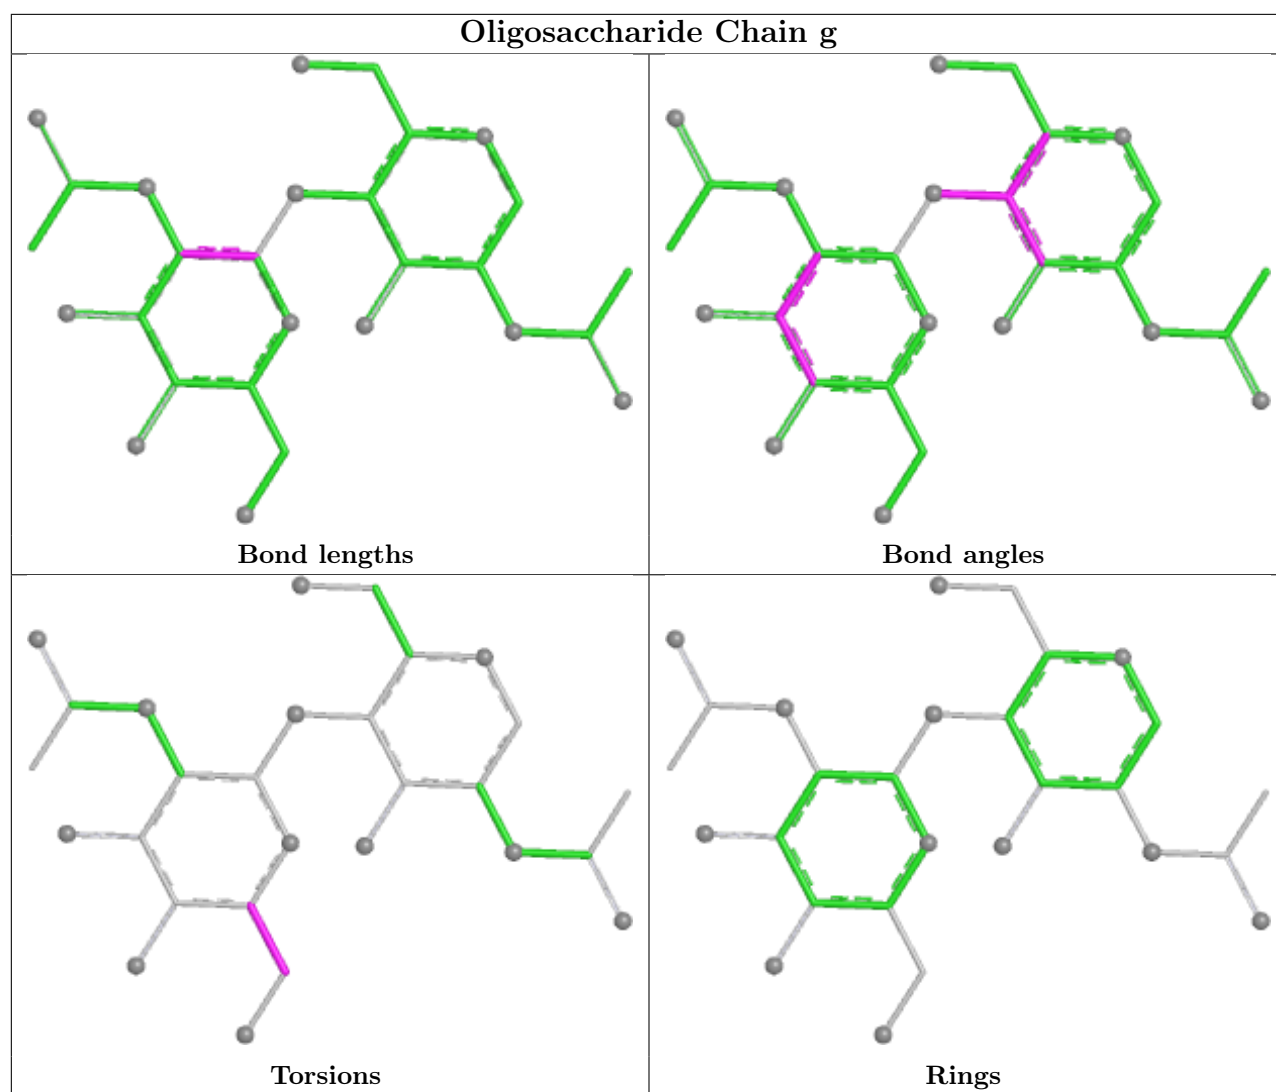 Oligosaccharide Chain g
Bond lengths
Bond angles
Torsions
Rings